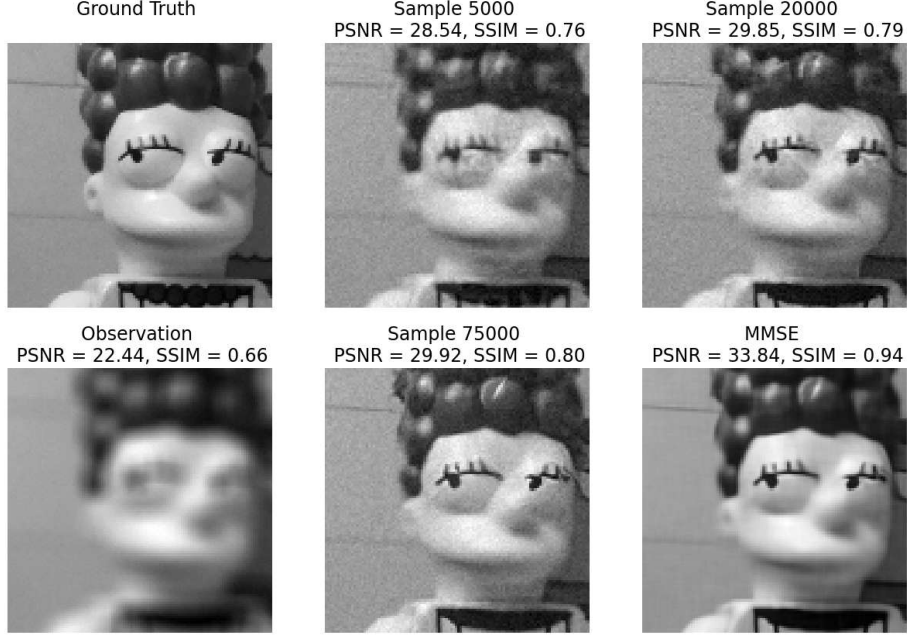 Ground Truth
Sample 5000
PSNR = 28.54, SSIM = 0.76
Sample 20000
PSNR = 29.85, SSIM = 0.79
Observation
PSNR = 22.44, SSIM = 0.66
Sample 75000
PSNR = 29.92, SSIM = 0.80
MMSE
PSNR = 33.84, SSIM = 0.94